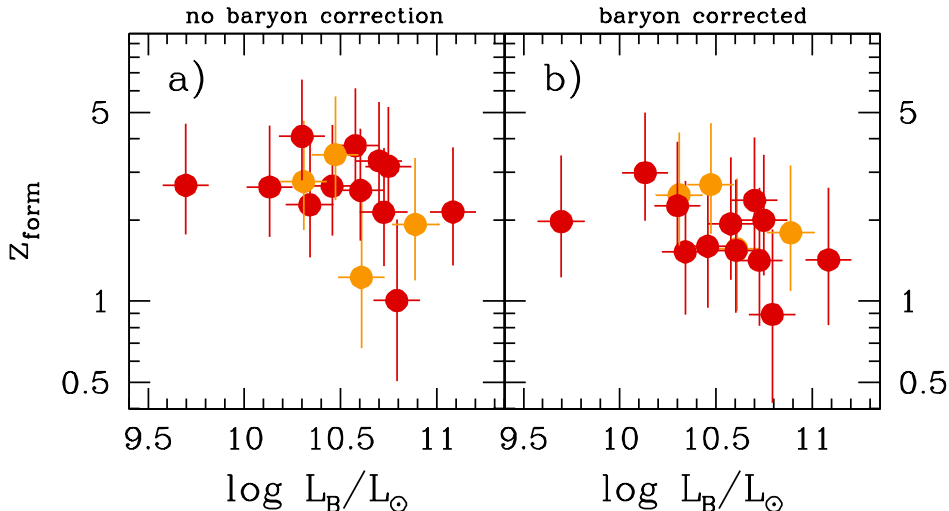 no baryon correction
baryon corrected
a)
b)
5
5
z_form
1
1
0.5
0.5
9.5 10 10.5 11
9.5 10 10.5 11
log L_B/L_⊙
log L_B/L_⊙